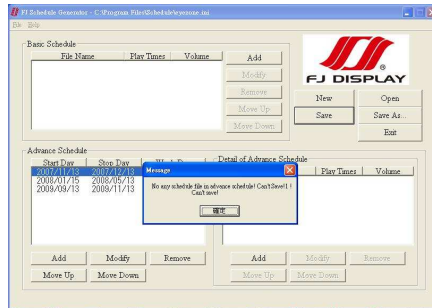 FJ Schedule Generator - C:\Program Files\Schedule\eyezone.ini
File Help
Basic Schedule
File Name Play Times Volume
Add
Modify
Remove
Move Up
Move Down
FJ DISPLAY
New Open
Save Save As...
Exit
Advance Schedule
Start Day Stop Day
2007/11/13 2007/12/13
2008/01/15 2008/05/13
2009/09/13 2009/11/13
Add Modify Remove
Move Up Move Down
Detail of Advance Schedule
Play Times Volume
Add Modify Remove
Move Up Move Down
Message
No any schedule file in advance schedule! Can't Save!1 !
Can't save!
確定